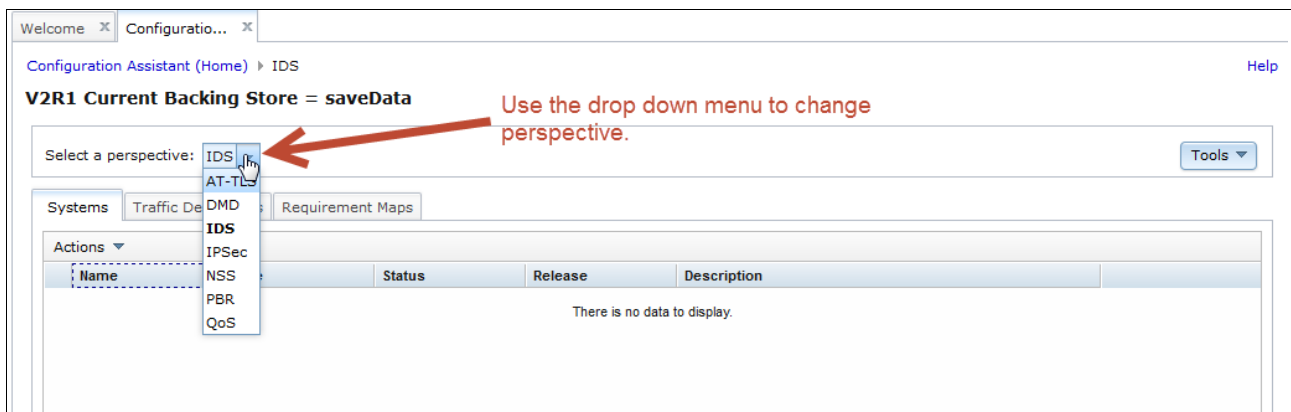 Welcome X Configuratio... X
Configuration Assistant (Home) IDS Help
V2R1 Current Backing Store = saveData
Use the drop down menu to change
perspective.
Select a perspective: IDS Tools
AT-TLS
DMD
IDS
IPSec
NSS
PBR
QoS
Systems Traffic De Requirement Maps
Actions
Name Status Release Description
There is no data to display.